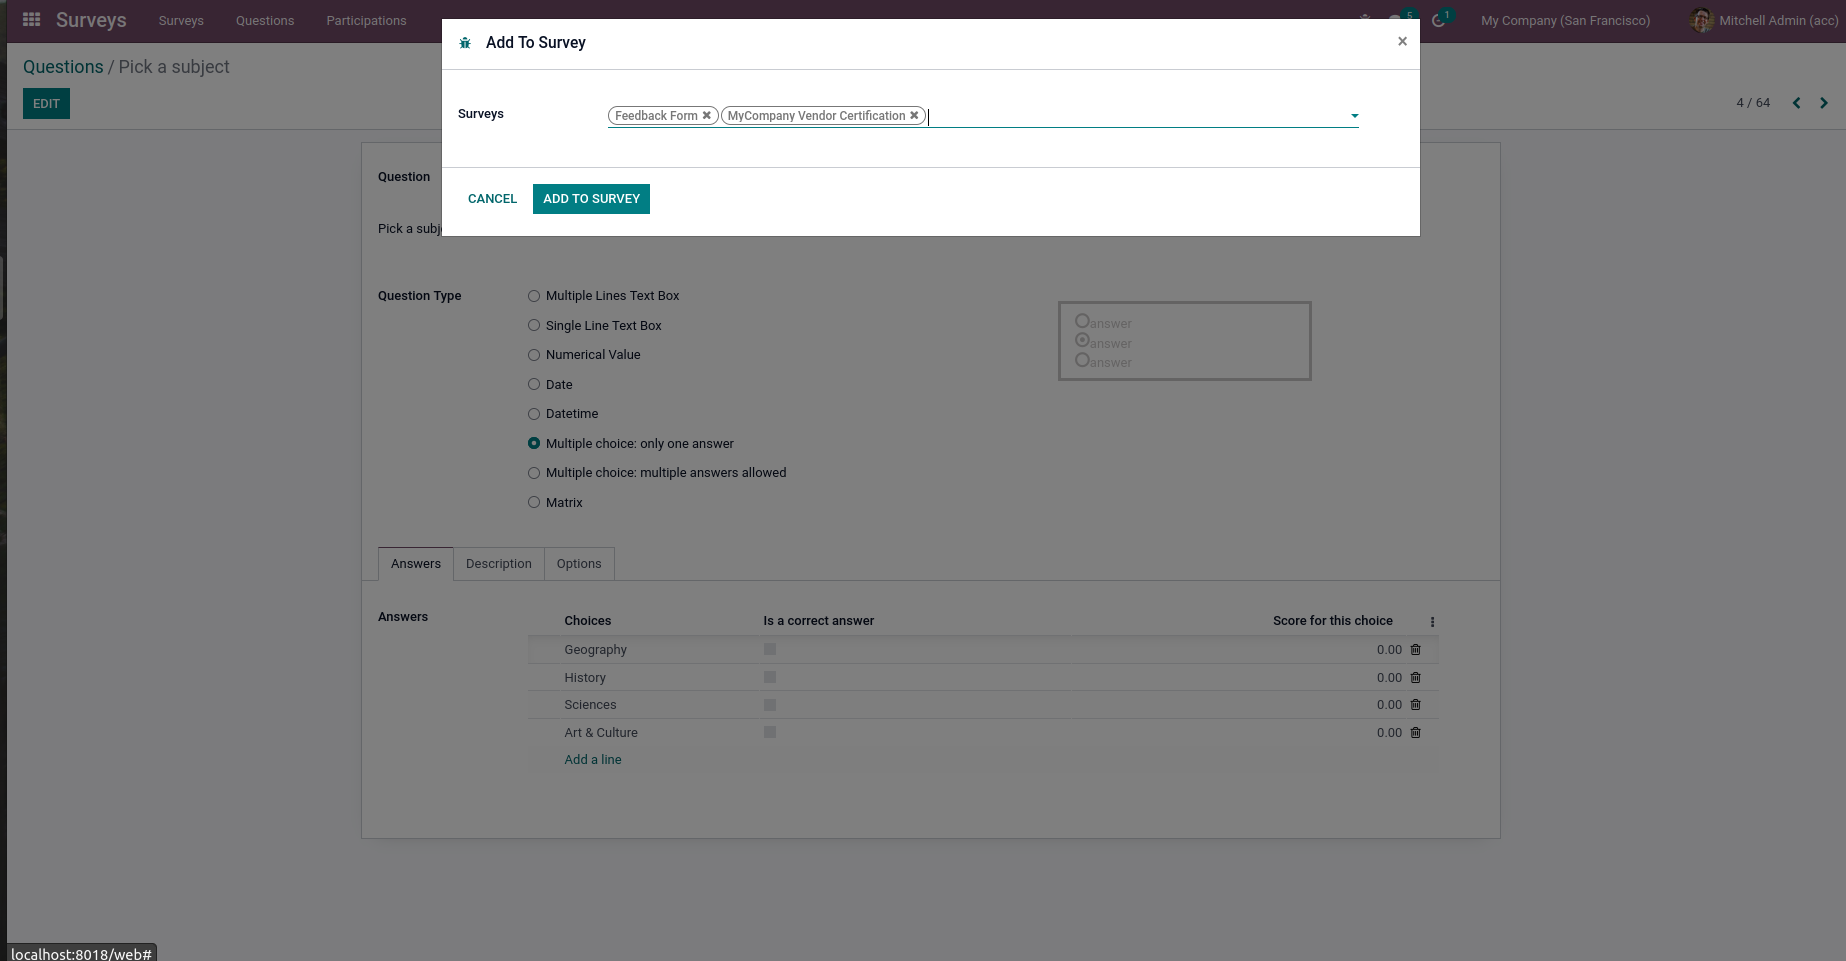 Surveys Surveys Questions Participations 5 1 My Company (San Francisco) Mitchell Admin (acc)
Add To Survey ×
Questions / Pick a subject
EDIT
4 / 64
Surveys Feedback Form ✖ MyCompany Vendor Certification ✖
CANCEL ADD TO SURVEY
Question
Pick a subj
Question Type
Multiple Lines Text Box
Single Line Text Box
Numerical Value
Date
Datetime
Multiple choice: only one answer
Multiple choice: multiple answers allowed
Matrix
answer
answer
answer
Answers Description Options
Answers
Choices Is a correct answer Score for this choice
Geography 0.00
History 0.00
Sciences 0.00
Art & Culture 0.00
Add a line
localhost:8018/web#